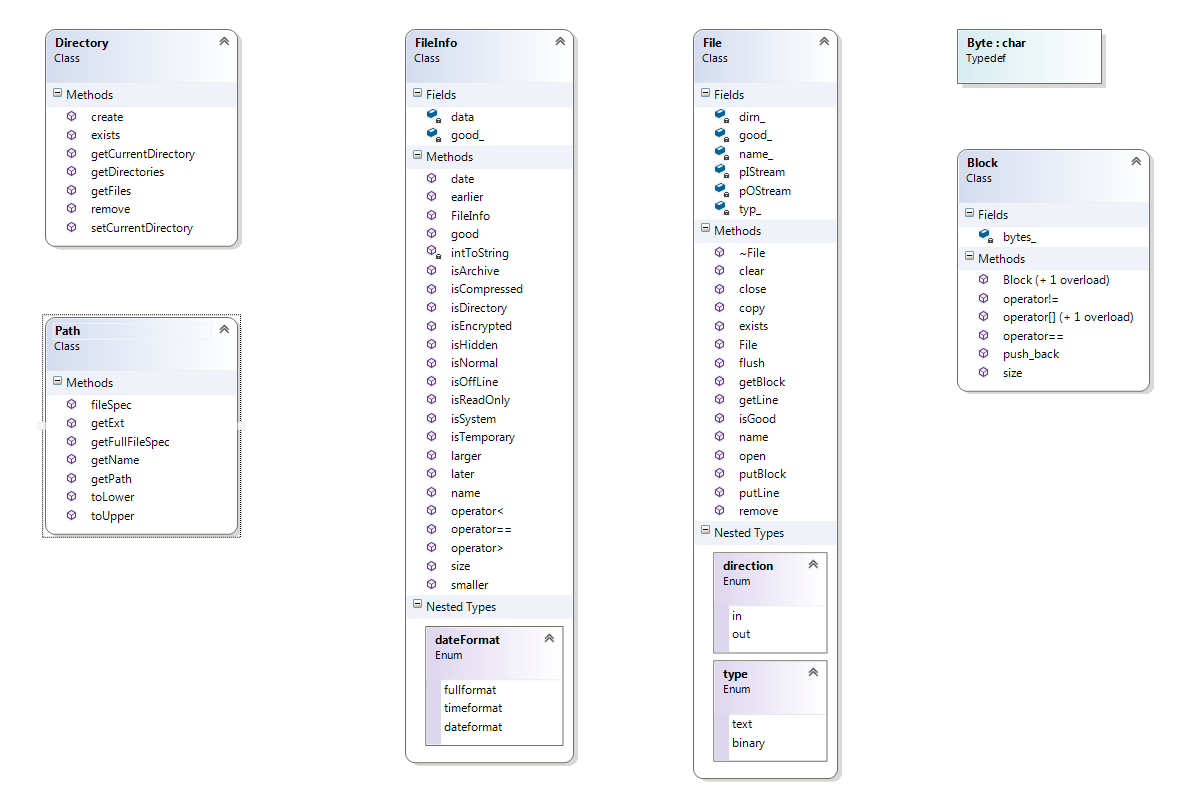 Directory
Class
Methods
create
exists
getCurrentDirectory
getDirectories
getFiles
remove
setCurrentDirectory
Path
Class
Methods
fileSpec
getExt
getFullFileSpec
getName
getPath
toLower
toUpper
FileInfo
Class
Fields
data
good_
Methods
date
earlier
FileInfo
good
intToString
isArchive
isCompressed
isDirectory
isEncrypted
isHidden
isNormal
isOffLine
isReadOnly
isSystem
isTemporary
larger
later
name
operator<
operator==
operator>
size
smaller
Nested Types
dateFormat
Enum
fullformat
timeformat
dateformat
File
Class
Fields
dirn_
good_
name_
pIStream
pOStream
typ_
Methods
~File
clear
close
copy
exists
File
flush
getBlock
getLine
isGood
name
open
putBlock
putLine
remove
Nested Types
direction
Enum
in
out
type
Enum
text
binary
Byte : char
Typedef
Block
Class
Fields
bytes_
Methods
Block (+ 1 overload)
operator!=
operator[] (+ 1 overload)
operator==
push_back
size